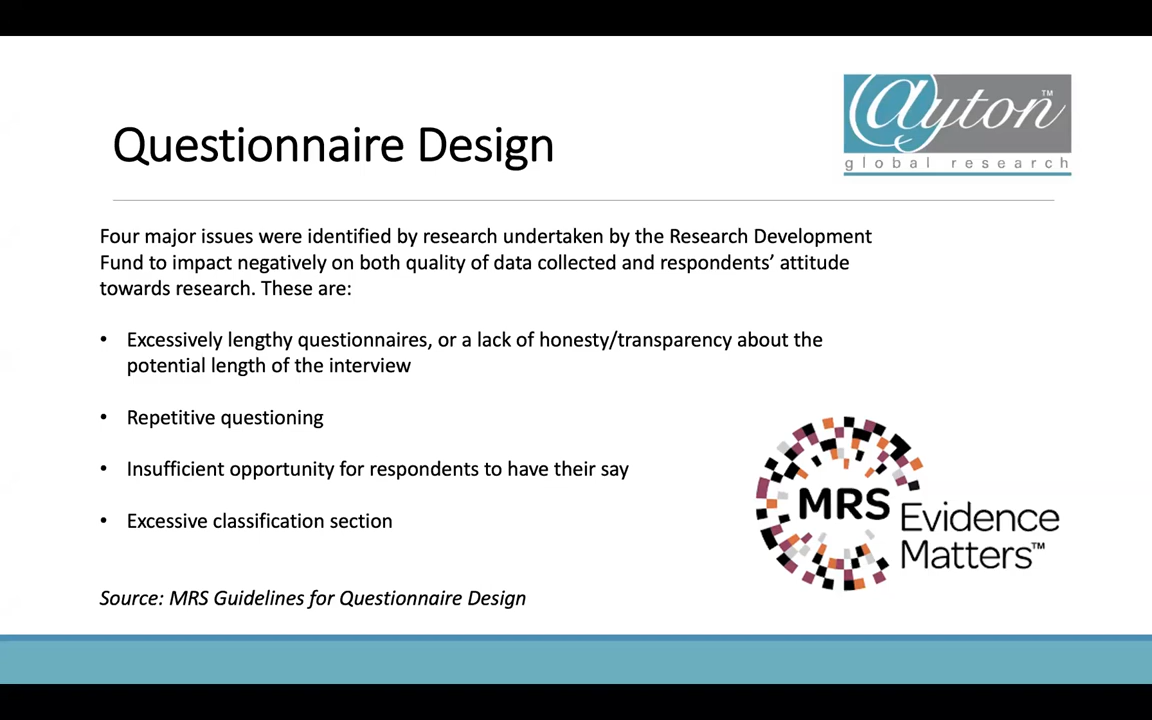 @yton™
global research
Questionnaire Design
Four major issues were identified by research undertaken by the Research Development
Fund to impact negatively on both quality of data collected and respondents’ attitude
towards research. These are:
• Excessively lengthy questionnaires, or a lack of honesty/transparency about the
potential length of the interview
• Repetitive questioning
• Insufficient opportunity for respondents to have their say
• Excessive classification section
MRS Evidence
Matters™
Source: MRS Guidelines for Questionnaire Design